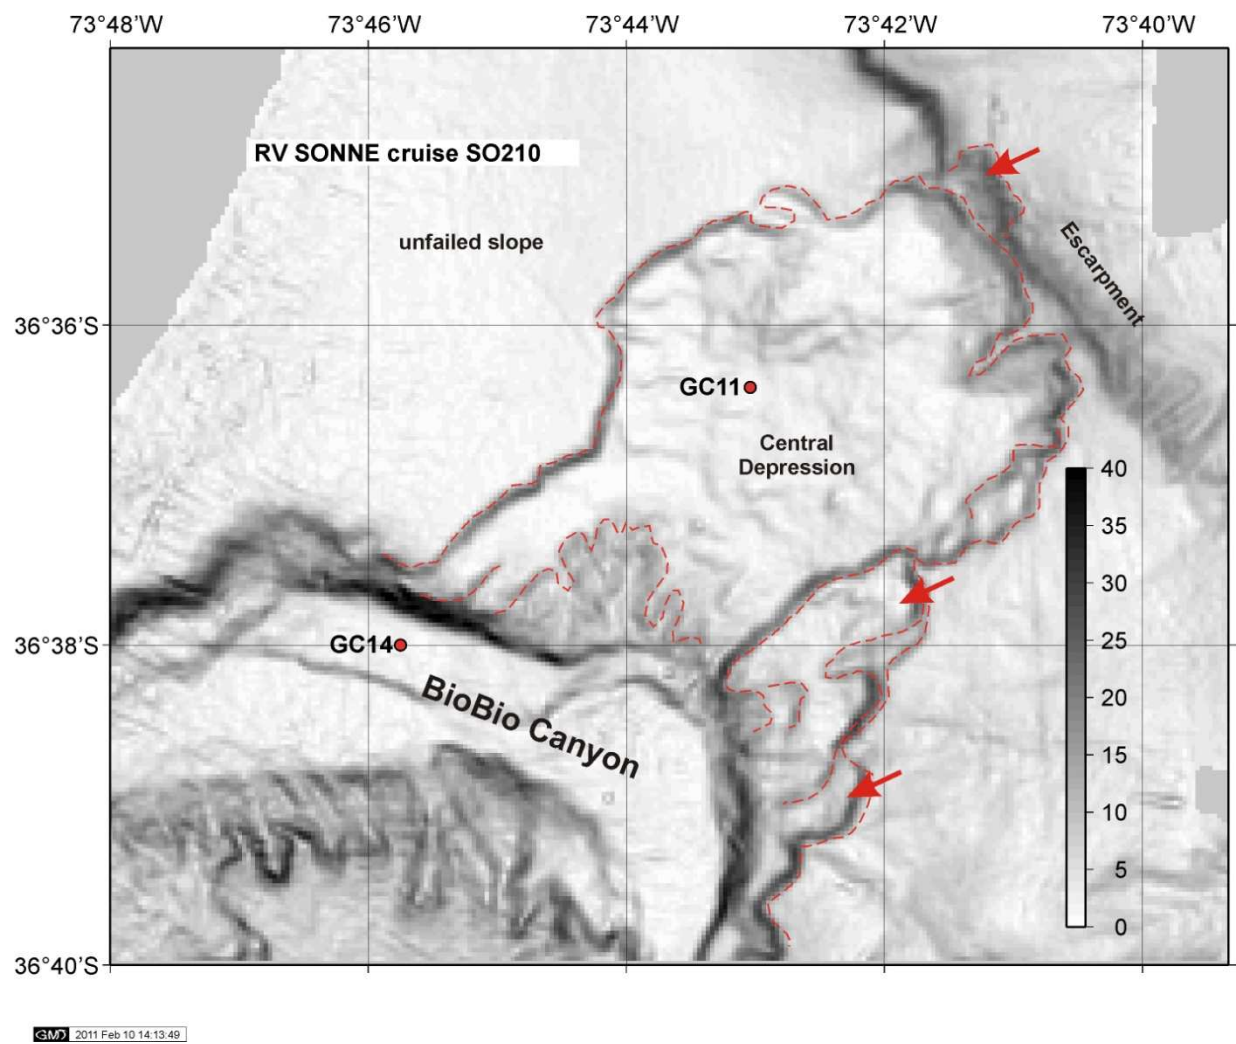 73°48'W 73°46'W 73°44'W 73°42'W 73°40'W
RV SONNE cruise SO210
unfailed slope
Escarpment
36°36'S
GC11
Central
Depression
40
35
30
25
20
15
10
5
0
36°38'S
GC14
BioBio Canyon
36°40'S
GMD 2011 Feb 10 14:13:49